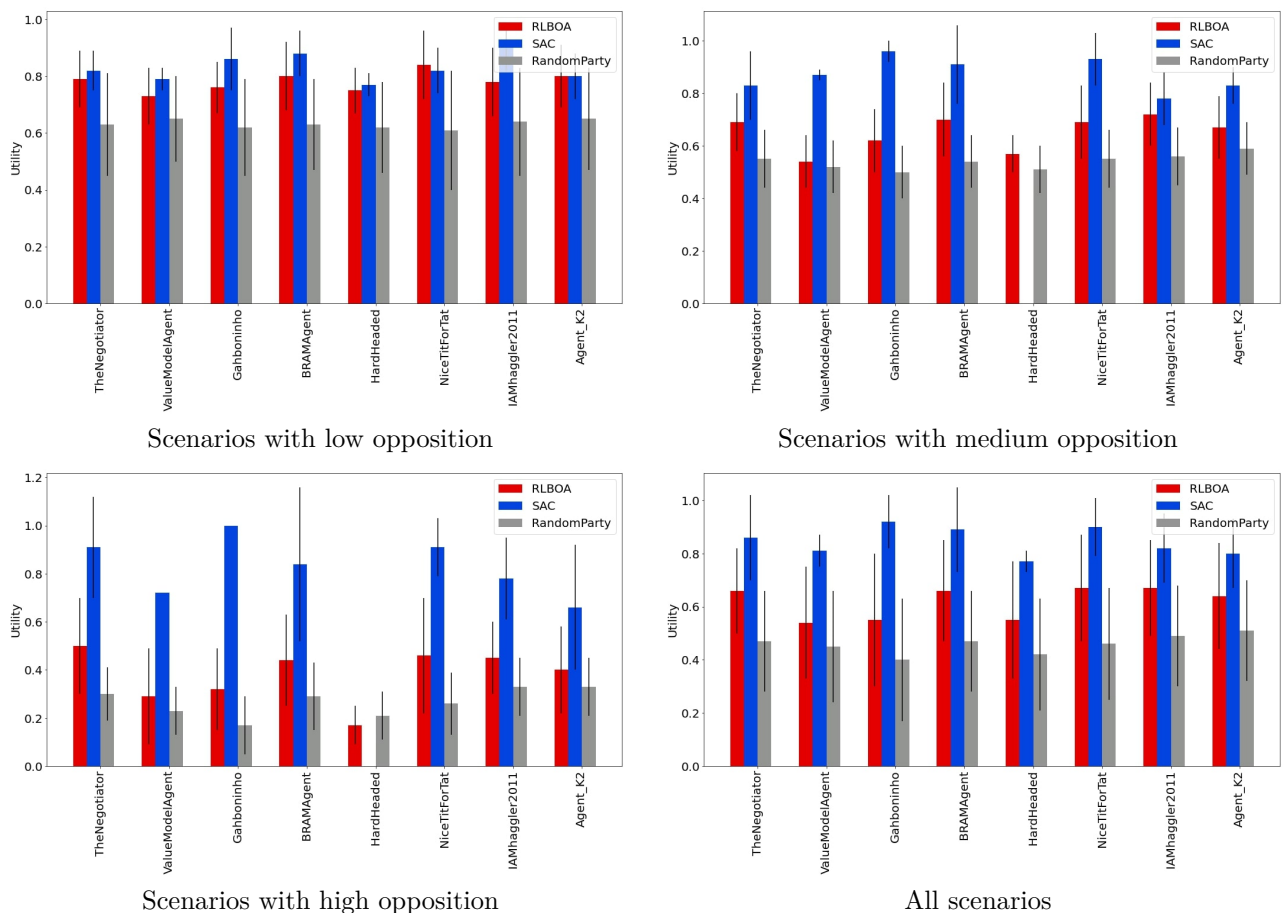 1.0
0.8
0.6
0.4
0.2
0.0
Utility
RLBOA
SAC
RandomParty
TheNegotiator
ValueModelAgent
Gahboninho
BRAMAgent
HardHeaded
NiceTitForTat
IAMhaggler2011
Agent_K2
Scenarios with low opposition
1.0
0.8
0.6
0.4
0.2
0.0
Utility
RLBOA
SAC
RandomParty
TheNegotiator
ValueModelAgent
Gahboninho
BRAMAgent
HardHeaded
NiceTitForTat
IAMhaggler2011
Agent_K2
Scenarios with medium opposition
1.2
1.0
0.8
0.6
0.4
0.2
0.0
Utility
RLBOA
SAC
RandomParty
TheNegotiator
ValueModelAgent
Gahboninho
BRAMAgent
HardHeaded
NiceTitForTat
IAMhaggler2011
Agent_K2
Scenarios with high opposition
1.0
0.8
0.6
0.4
0.2
0.0
Utility
RLBOA
SAC
RandomParty
TheNegotiator
ValueModelAgent
Gahboninho
BRAMAgent
HardHeaded
NiceTitForTat
IAMhaggler2011
Agent_K2
All scenarios